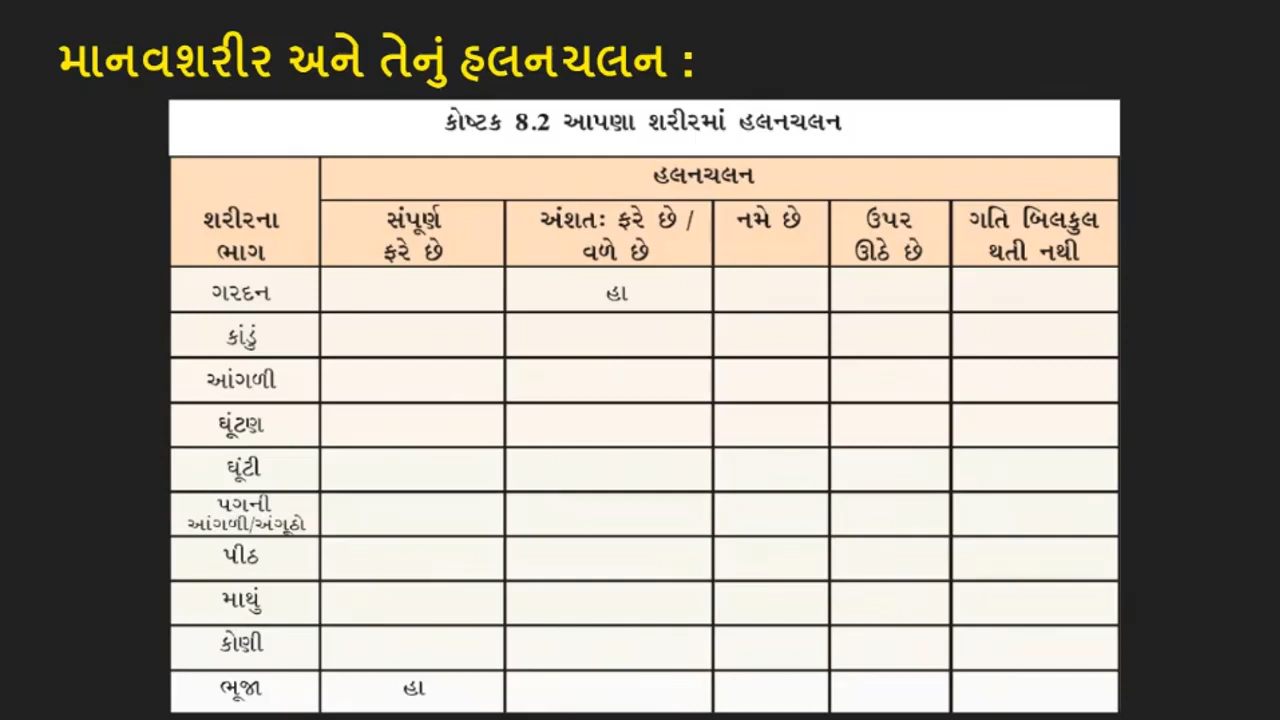 માનવશરીર અને તેનું હલનચલન :
કોષ્ટક 8.2 આપણા શરીરમાં હલનચલન
હલનચલન
શરીરના ભાગ સંપૂર્ણ ફરે છે અંશતઃ ફરે છે / વળે છે નમે છે ઉપર ઊઠે છે ગતિ બિલકુલ થતી નથી
ગરદન હા
કાંડું
આંગળી
ઘૂંટણ
ઘૂંટી
પગની
આંગળી/અંગૂઠો
પીઠ
માથું
કોણી
ભૂજા હા